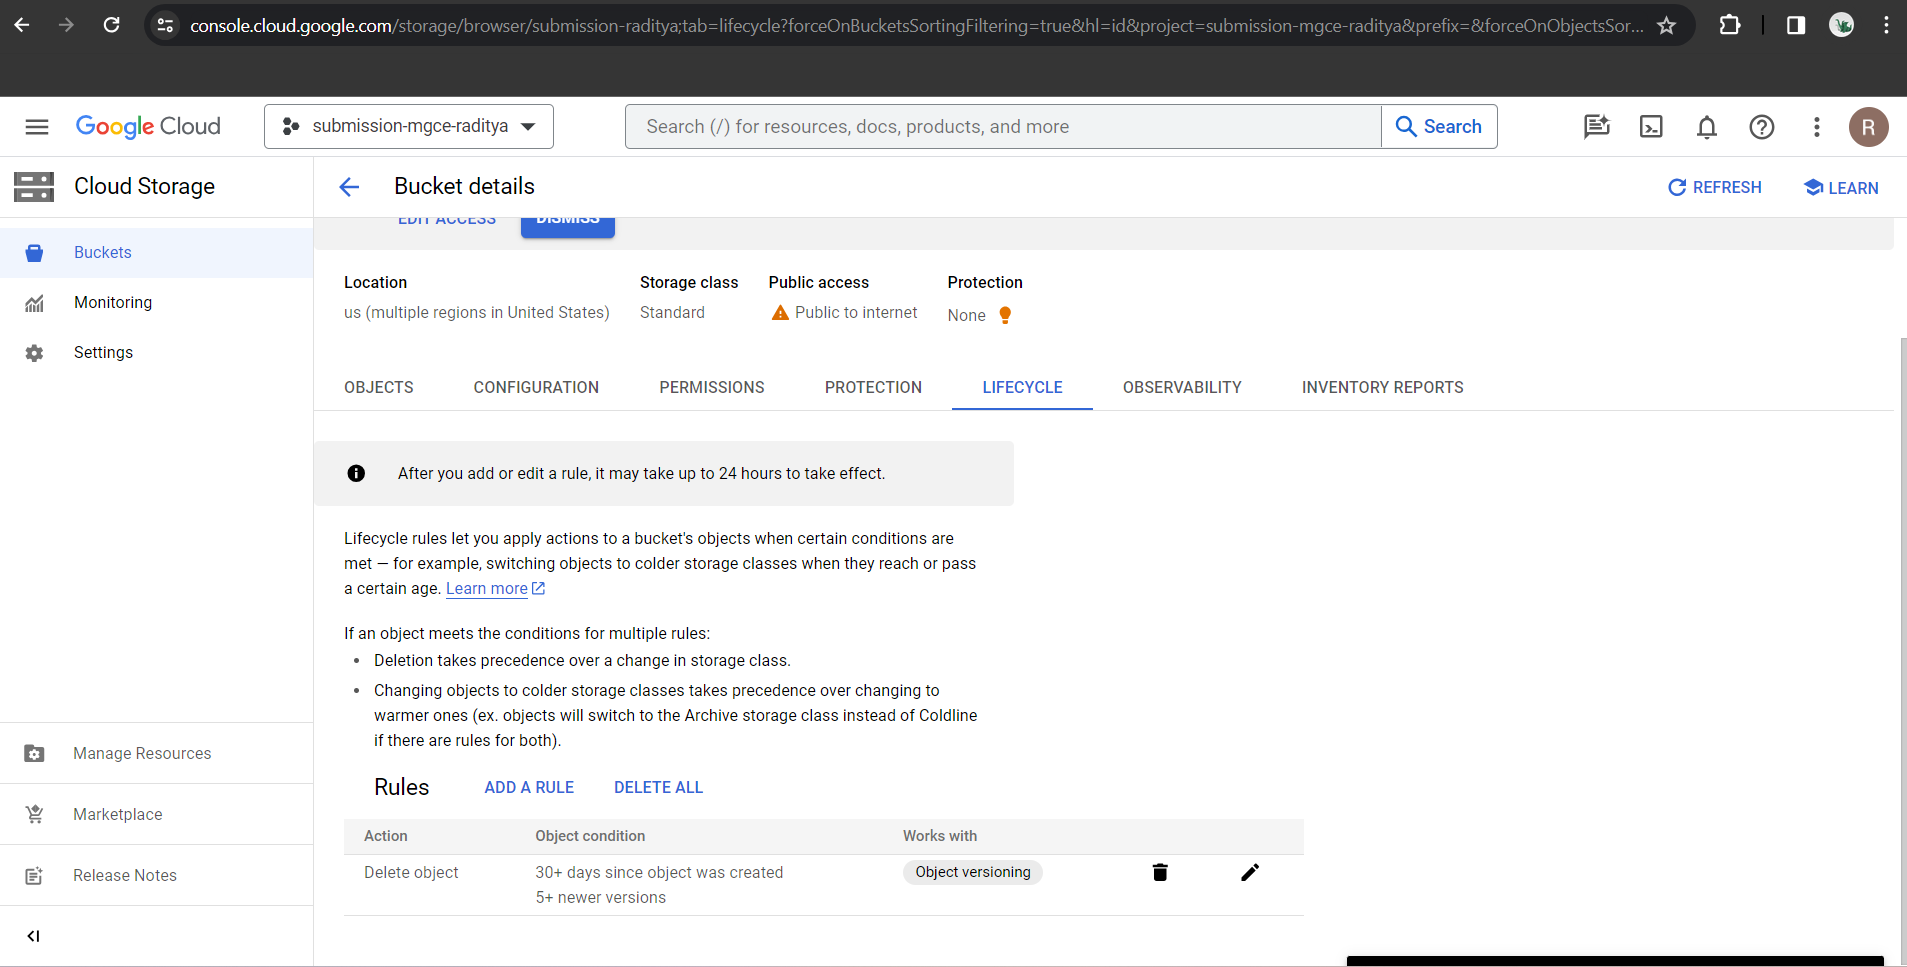 console.cloud.google.com/storage/browser/submission-raditya;tab=lifecycle?forceOnBucketsSortingFiltering=true&hl=id&project=submission-mgce-raditya&prefix=&forceOnObjectsSor...
Google Cloud
submission-mgce-raditya
Search (/) for resources, docs, products, and more
Search
R
Cloud Storage
Bucket details
REFRESH
LEARN
EDIT ACCESS
DISMISS
Buckets
Monitoring
Settings
Location
Storage class
Public access
Protection
us (multiple regions in United States)
Standard
Public to internet
None
OBJECTS
CONFIGURATION
PERMISSIONS
PROTECTION
LIFECYCLE
OBSERVABILITY
INVENTORY REPORTS
After you add or edit a rule, it may take up to 24 hours to take effect.
Lifecycle rules let you apply actions to a bucket's objects when certain conditions are
met — for example, switching objects to colder storage classes when they reach or pass
a certain age. Learn more
If an object meets the conditions for multiple rules:
• Deletion takes precedence over a change in storage class.
• Changing objects to colder storage classes takes precedence over changing to
warmer ones (ex. objects will switch to the Archive storage class instead of Coldline
if there are rules for both).
Rules
ADD A RULE
DELETE ALL
Action
Object condition
Works with
Delete object
30+ days since object was created
5+ newer versions
Object versioning
Manage Resources
Marketplace
Release Notes